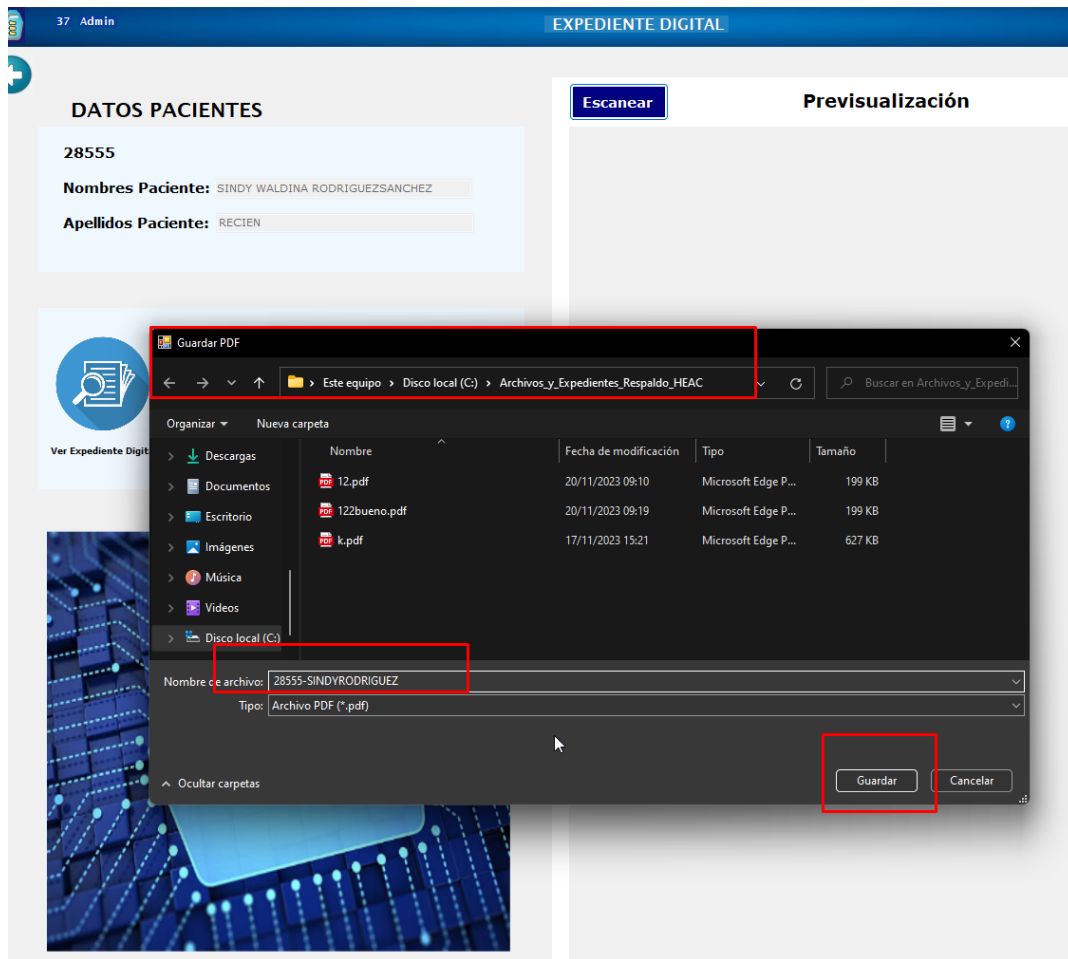 37 Admin
EXPEDIENTE DIGITAL
DATOS PACIENTES
Escanear
Previsualización
28555
Nombres Paciente: SINDY WALDINA RODRIGUEZSANCHEZ
Apellidos Paciente: RECIEN
Ver Expediente Digit
Guardar PDF
Este equipo > Disco local (C:) > Archivos_y_Expedientes_Respaldo_HEAC
Buscar en Archivos_y_Expedi...
Organizar
Nueva carpeta
Descargas
Documentos
Escritorio
Imágenes
Música
Videos
Disco local (C:)
Nombre Fecha de modificación Tipo Tamaño
12.pdf 20/11/2023 09:10 Microsoft Edge P... 199 KB
122bueno.pdf 20/11/2023 09:19 Microsoft Edge P... 199 KB
k.pdf 17/11/2023 15:21 Microsoft Edge P... 627 KB
Nombre de archivo: 28555-SINDYRODRIGUEZ
Tipo: Archivo PDF (*.pdf)
Ocultar carpetas
Guardar
Cancelar